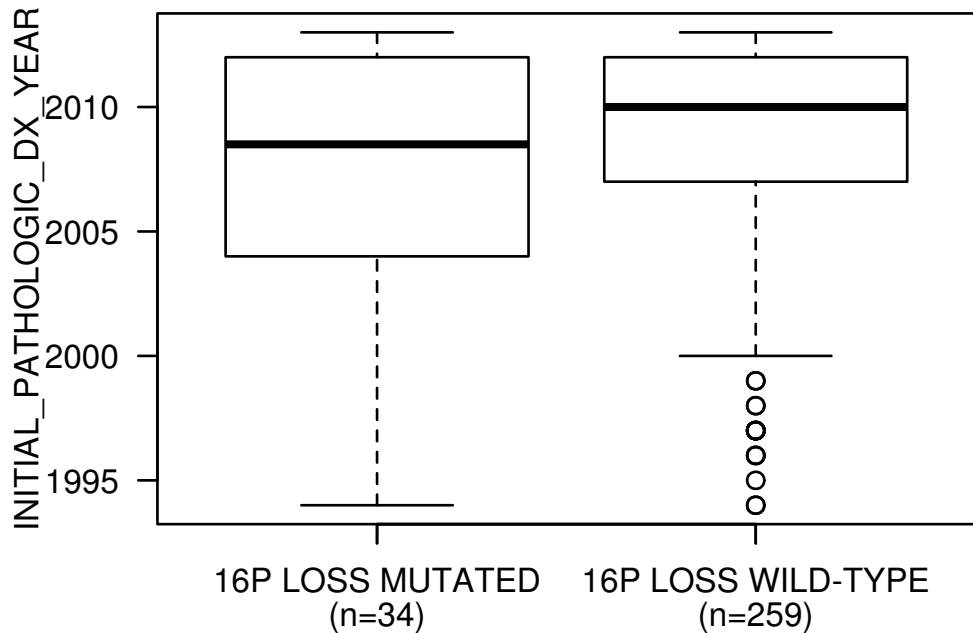 INITIAL_PATHOLOGIC_DX_YEAR
2010
2005
2000
1995
16P LOSS MUTATED
(n=34)
16P LOSS WILD-TYPE
(n=259)